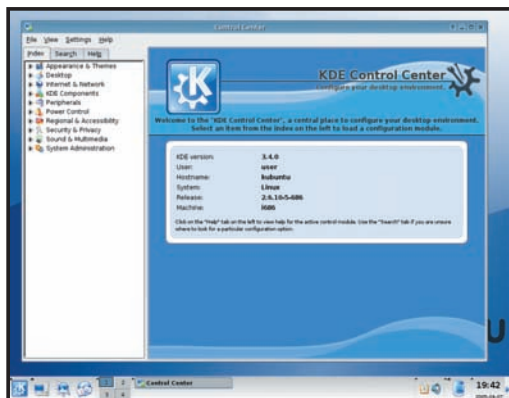 Control Center
File View Settings Help
Index Search Help
Appearance & Themes
Desktop
Internet & Network
KDE Components
Peripherals
Power Control
Regional & Accessibility
Security & Privacy
Sound & Multimedia
System Administration
KDE Control Center
Configure your desktop environment.
Welcome to the "KDE Control Center", a central place to configure your desktop environment.
Select an item from the index on the left to load a configuration module.
KDE version: 3.4.0
User: user
Hostname: kubuntu
System: Linux
Release: 2.6.10-5-686
Machine: i686
Click on the "Help" tab on the left to view help for the active control module. Use the "Search" tab if you are unsure
where to look for a particular configuration option.
u
Control Center
1 2
3 4
19:42